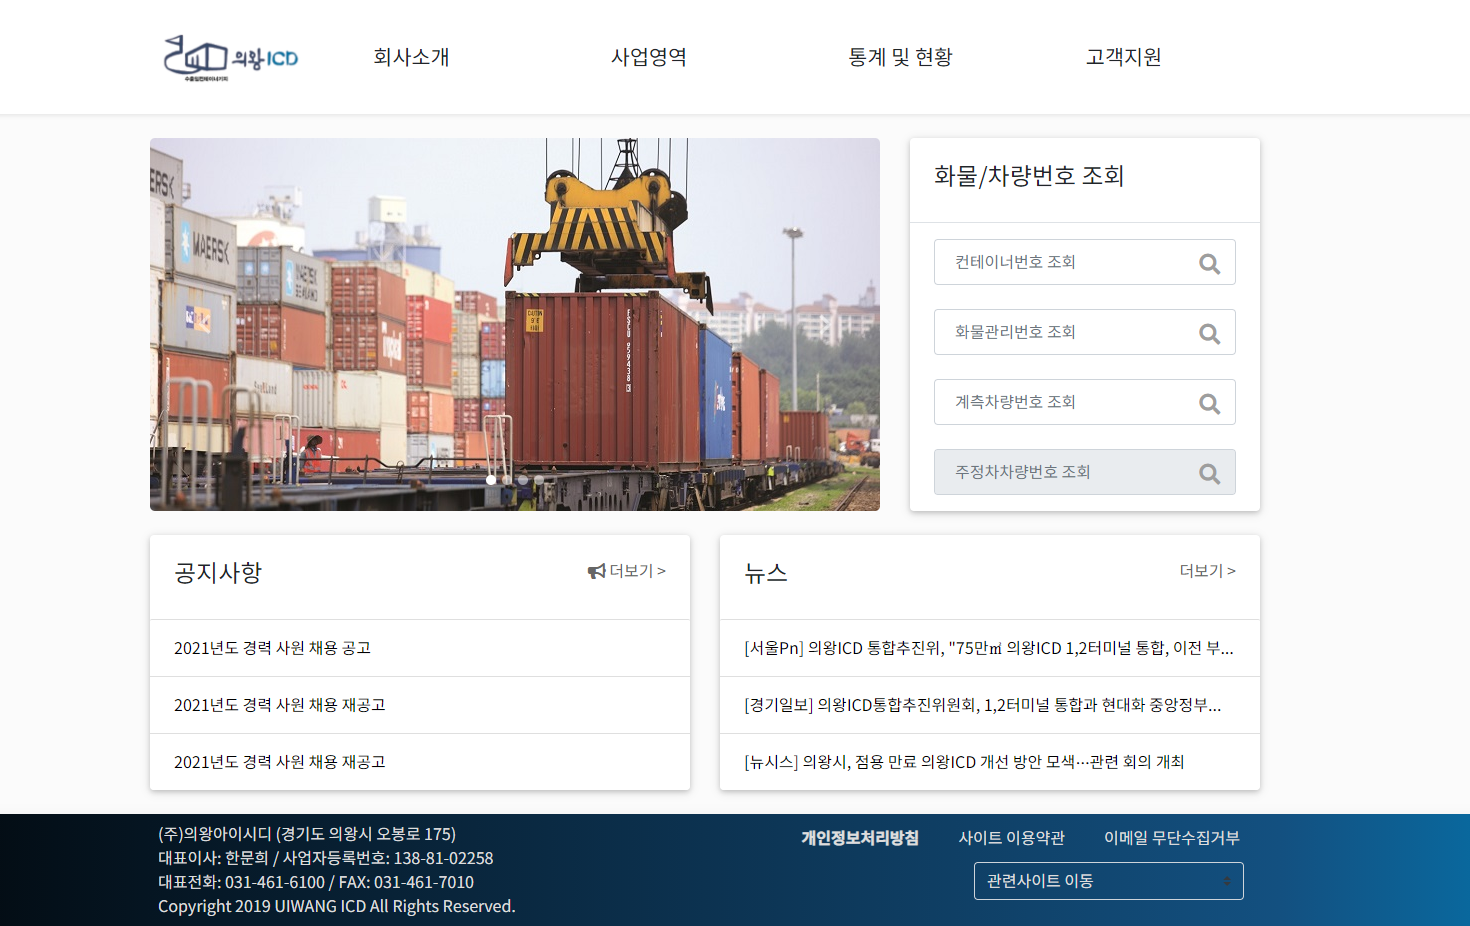 의왕ICD
수출입컨테이너기지
회사소개
사업영역
통계 및 현황
고객지원
MAERSK
CAUTION
화물/차량번호 조회
컨테이너번호 조회
화물관리번호 조회
계측차량번호 조회
주정차차량번호 조회
공지사항
더보기 >
2021년도 경력 사원 채용 공고
2021년도 경력 사원 채용 재공고
2021년도 경력 사원 채용 재공고
뉴스
더보기 >
[서울Pn] 의왕ICD 통합추진위, "75만㎡ 의왕ICD 1,2터미널 통합, 이전 부...
[경기일보] 의왕ICD통합추진위원회, 1,2터미널 통합과 현대화 중앙정부...
[뉴시스] 의왕시, 점용 만료 의왕ICD 개선 방안 모색…관련 회의 개최
(주)의왕아이시디 (경기도 의왕시 오봉로 175)
대표이사: 한문희 / 사업자등록번호: 138-81-02258
대표전화: 031-461-6100 / FAX: 031-461-7010
Copyright 2019 UIWANG ICD All Rights Reserved.
개인정보처리방침
사이트 이용약관
이메일 무단수집거부
관련사이트 이동